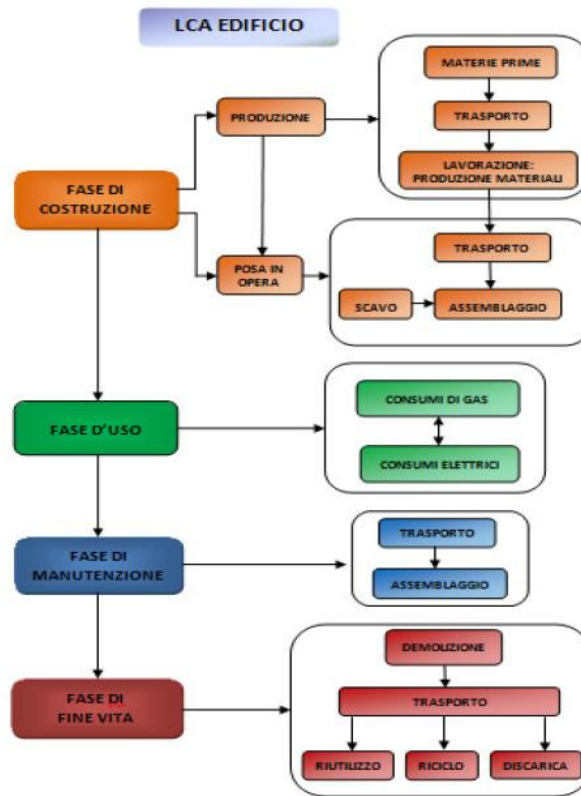 LCA EDIFICIO
MATERIE PRIME
PRODUZIONE
TRASPORTO
LAVORAZIONE:
PRODUZIONE MATERIALI
FASE DI
COSTRUZIONE
POSA IN
OPERA
TRASPORTO
SCAVO
ASSEMBLAGGIO
FASE D'USO
CONSUMI DI GAS
CONSUMI ELETTRICI
FASE DI
MANUTENZIONE
TRASPORTO
ASSEMBLAGGIO
FASE DI
FINE VITA
DEMOLIZIONE
TRASPORTO
RIUTILIZZO
RICICLO
DISCARICA